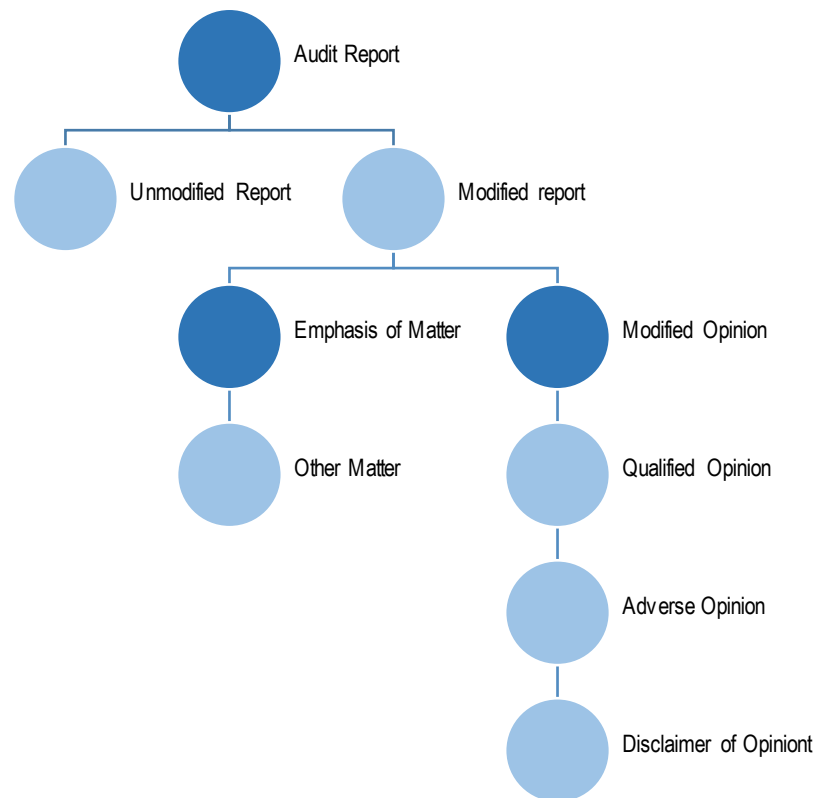 Audit Report
Unmodified Report
Modified report
Emphasis of Matter
Modified Opinion
Other Matter
Qualified Opinion
Adverse Opinion
Disclaimer of Opiniont